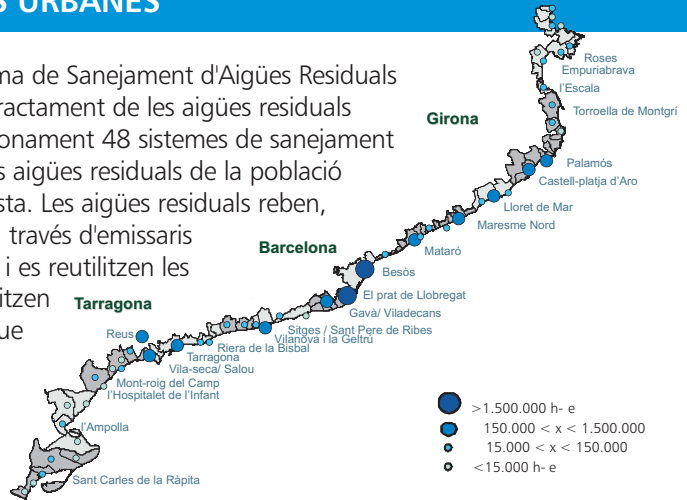 S URBANES
ma de Sanejament d'Aigües Residuals
ractament de les aigües residuals
onament 48 sistemes de sanejament
s aigües residuals de la població
sta. Les aigües residuals reben,
través d'emissaris
i es reutilitzen les
itzen
ue
Girona
Barcelona
Tarragona
Roses
Empuriabrava
l'Escala
Torroella de Montgrí
Palamós
Castell-platja d'Aro
Lloret de Mar
Maresme Nord
Mataró
Besòs
El prat de Llobregat
Gavà/ Viladecans
Sitges / Sant Pere de Ribes
Vilanova i la Geltrú
Riera de la Bisbal
Reus
Tarragona
Vila-seca/ Salou
Mont-roig del Camp
l'Hospitalet de l'Infant
l'Ampolla
Sant Carles de la Ràpita
>1.500.000 h- e
150.000 < x < 1.500.000
15.000 < x < 150.000
<15.000 h- e